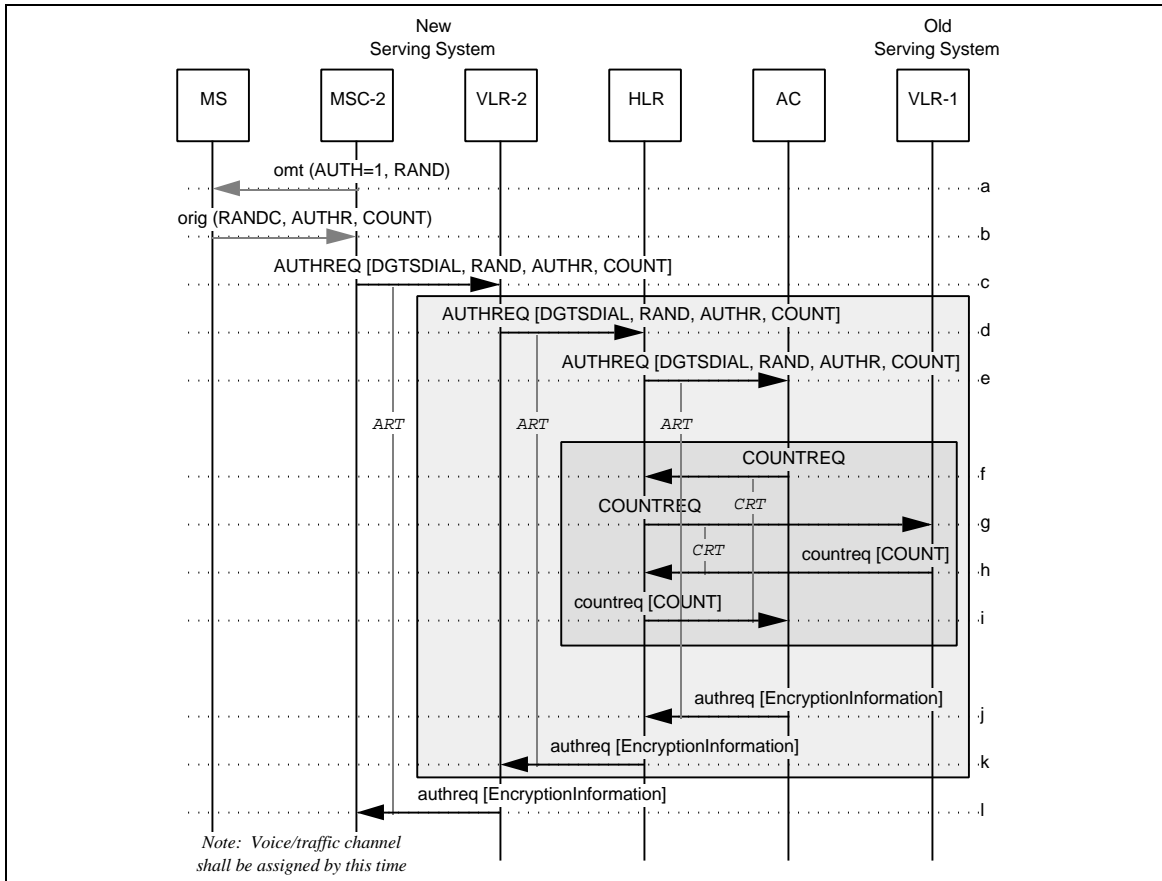 New
Serving System
Old
Serving System
MS
MSC-2
VLR-2
HLR
AC
VLR-1
omt (AUTH=1, RAND)
a
orig (RANDC, AUTHR, COUNT)
b
AUTHREQ [DGTSDIAL, RAND, AUTHR, COUNT]
c
AUTHREQ [DGTSDIAL, RAND, AUTHR, COUNT]
d
AUTHREQ [DGTSDIAL, RAND, AUTHR, COUNT]
e
ART
ART
ART
COUNTREQ
f
COUNTREQ
CRT
g
CRT
countreq [COUNT]
h
countreq [COUNT]
i
authreq [EncryptionInformation]
j
authreq [EncryptionInformation]
k
authreq [EncryptionInformation]
l
Note: Voice/traffic channel
shall be assigned by this time